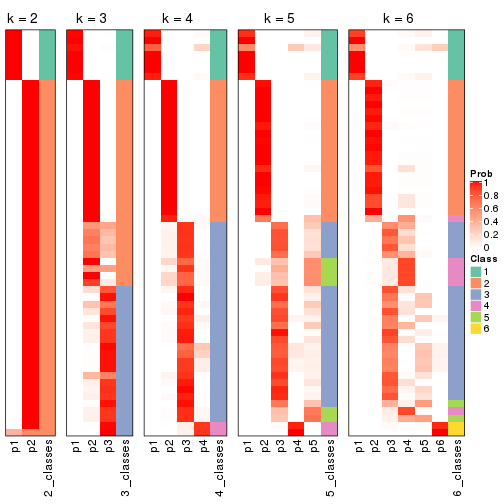 k = 2
k = 3
k = 4
k = 5
k = 6
p1
p2
2_classes
p1
p2
p3
3_classes
p1
p2
p3
p4
4_classes
p1
p2
p3
p4
p5
5_classes
p1
p2
p3
p4
p5
p6
6_classes
Prob
1
0.8
0.6
0.4
0.2
0
Class
1
2
3
4
5
6